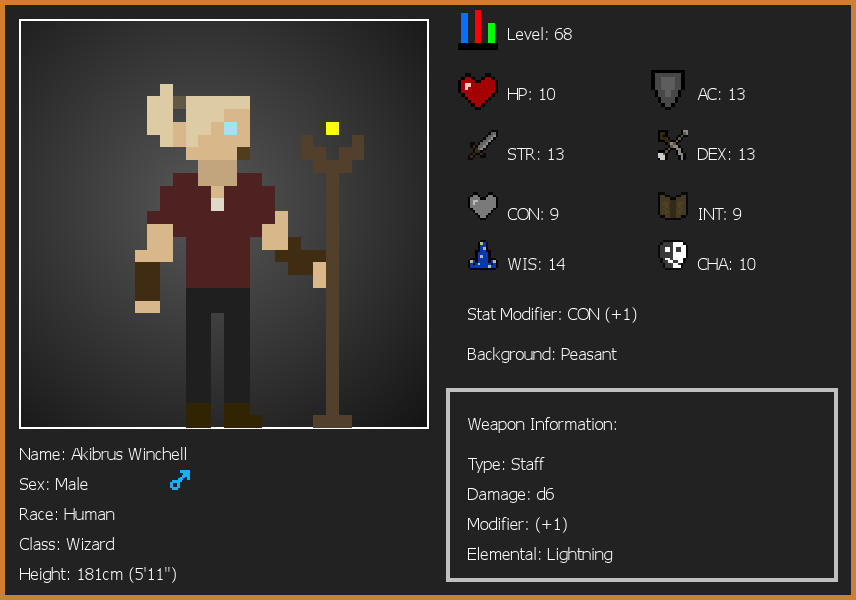 Level: 68
HP: 10
AC: 13
STR: 13
DEX: 13
CON: 9
INT: 9
WIS: 14
CHA: 10
Stat Modifier: CON (+1)
Background: Peasant
Weapon Information:
Type: Staff
Damage: d6
Modifier: (+1)
Elemental: Lightning
Name: Akibrus Winchell
Sex: Male
Race: Human
Class: Wizard
Height: 181cm (5'11")